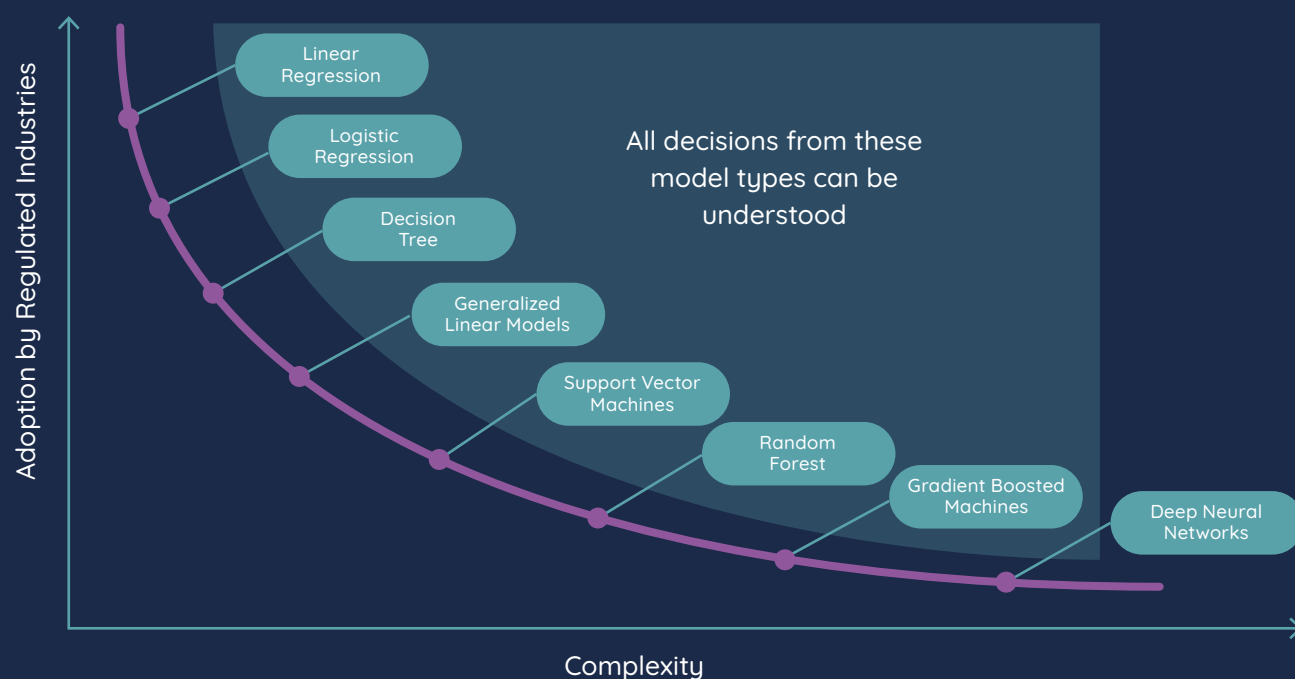 Adoption by Regulated Industries
Linear
Regression
Logistic
Regression
Decision
Tree
Generalized
Linear Models
Support Vector
Machines
Random
Forest
Gradient Boosted
Machines
Deep Neural
Networks
All decisions from these
model types can be
understood
Complexity